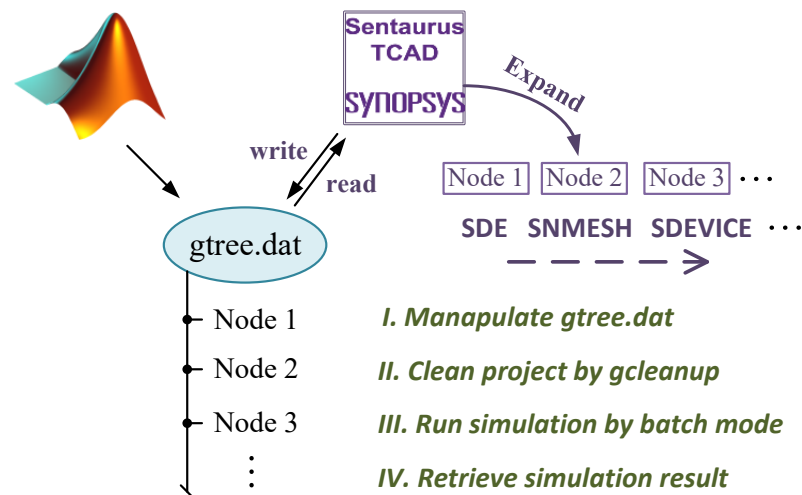 Sentaurus
TCAD
SYNOPSYS
Expand
write
read
Node 1
Node 2
Node 3
...
SDE SNMESH SDEVICE ...
gtree.dat
Node 1
Node 2
Node 3
I. Manapulate gtree.dat
II. Clean project by gcleanup
III. Run simulation by batch mode
IV. Retrieve simulation result